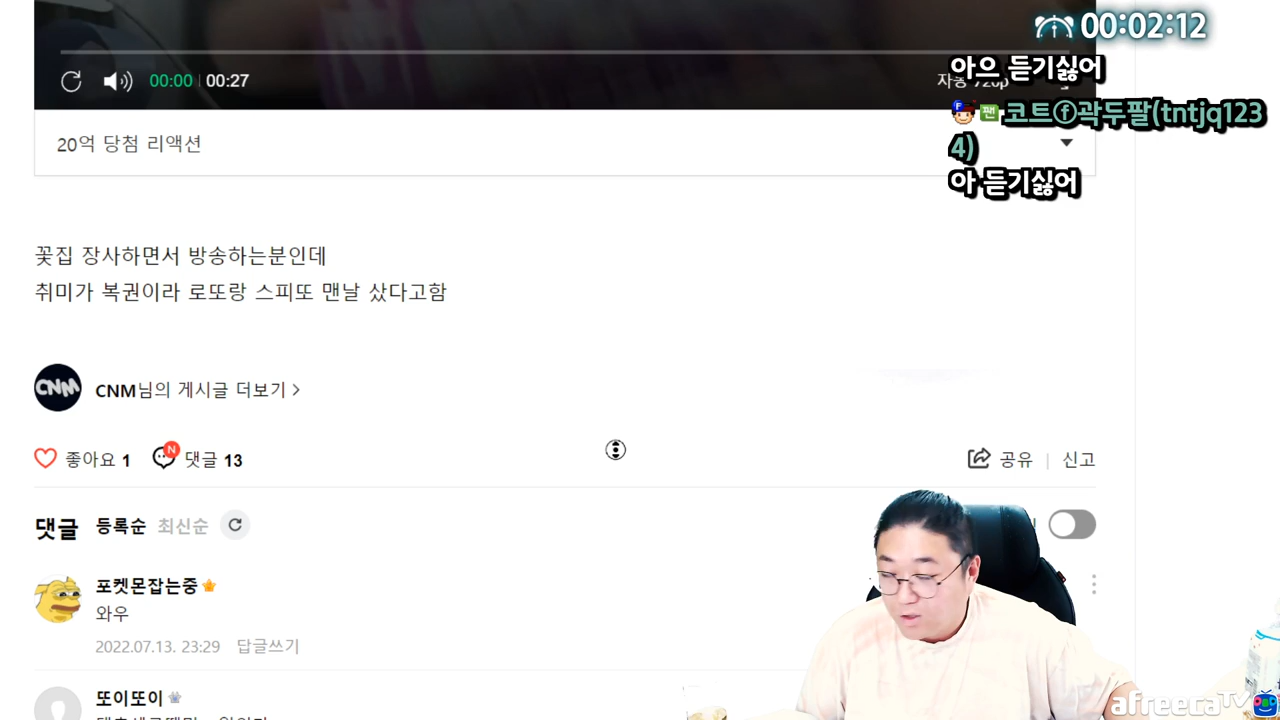 00:02:12
아으 듣기싫어
00:00 | 00:27
자동 720p
팬 코트ⓕ곽두팔(tntjq123
4)
20억 당첨 리액션
아 듣기싫어
꽃집 장사하면서 방송하는분인데
취미가 복권이라 로또랑 스피또 맨날 샀다고함
CNM
CNM님의 게시글 더보기 >
좋아요 1 N 댓글 13
공유 | 신고
댓글 등록순 최신순
포켓몬잡는중
와우
2022.07.13. 23:29 답글쓰기
또이또이
afreecaTV